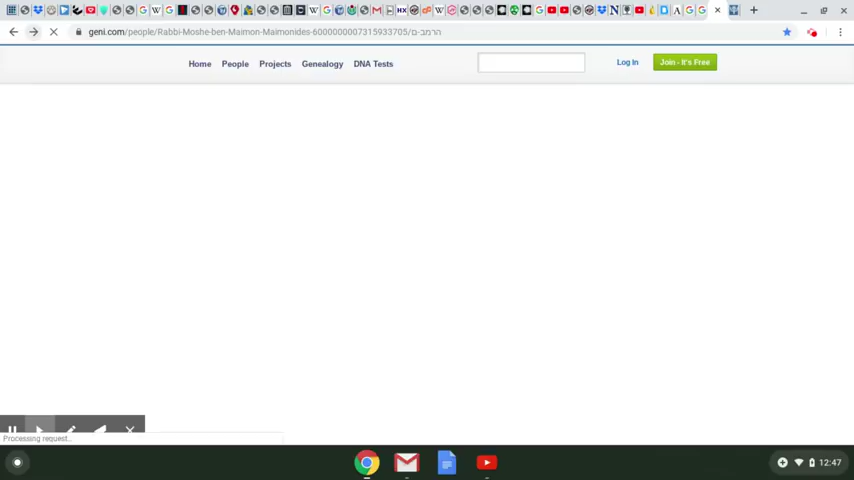 geni.com/people/Rabbi-Moshe-ben-Maimon-Maimonides-6000000007315933705/הרמב-ים
Home People Projects Genealogy DNA Tests Log In Join - It's Free
Processing request...
12:47